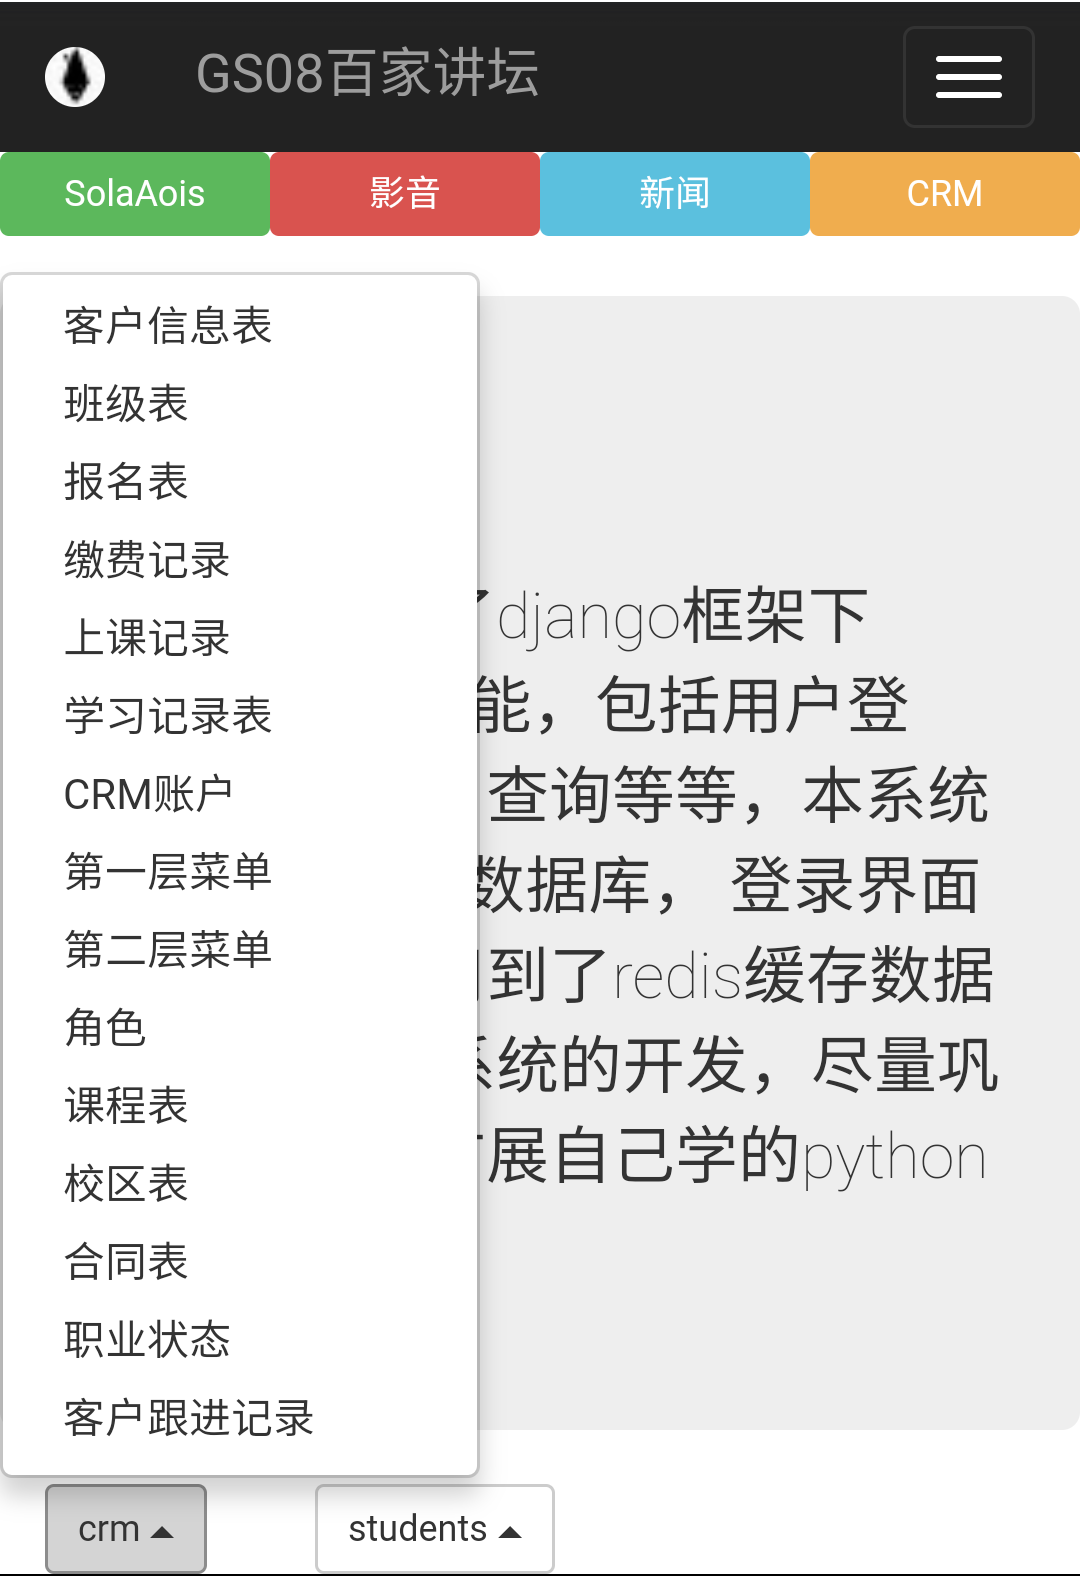 GS08百家讲坛
SolaAois 影音 新闻 CRM
客户信息表
班级表
报名表
缴费记录
上课记录
学习记录表
CRM账户
第一层菜单
第二层菜单
角色
课程表
校区表
合同表
职业状态
客户跟进记录
django框架下
能，包括用户登
查询等等，本系统
数据库， 登录界面
到了redis缓存数据
系统的开发，尽量巩
展自己学的python
crm students